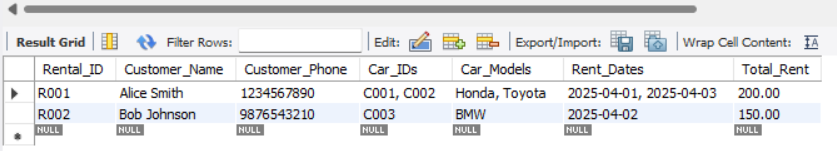 Result Grid Filter Rows: Edit: Export/Import: Wrap Cell Content: IA
Rental_ID Customer_Name Customer_Phone Car_IDs Car_Models Rent_Dates Total_Rent
R001 Alice Smith 1234567890 C001, C002 Honda, Toyota 2025-04-01, 2025-04-03 200.00
R002 Bob Johnson 9876543210 C003 BMW 2025-04-02 150.00
NULL NULL NULL NULL NULL NULL NULL